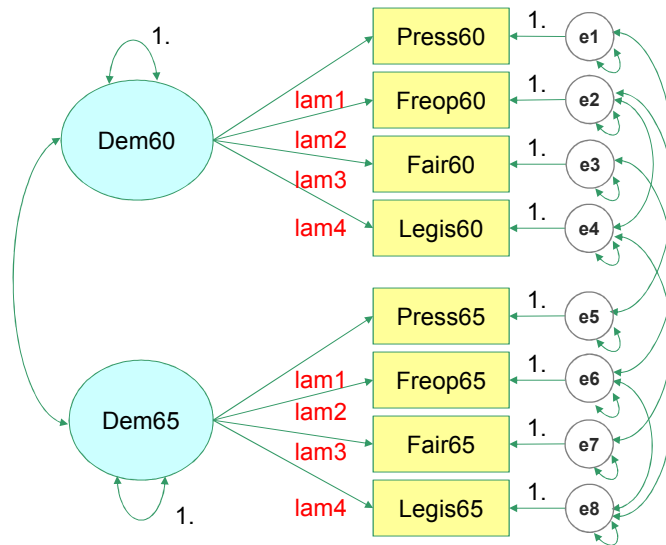 1.
Press60
1.
e1
lam1
Freop60
1.
e2
Dem60
lam2
Fair60
1.
e3
lam3
lam4
Legis60
1.
e4
Press65
1.
e5
lam1
Freop65
1.
e6
Dem65
lam2
lam3
Fair65
1.
e7
lam4
Legis65
1.
e8
1.